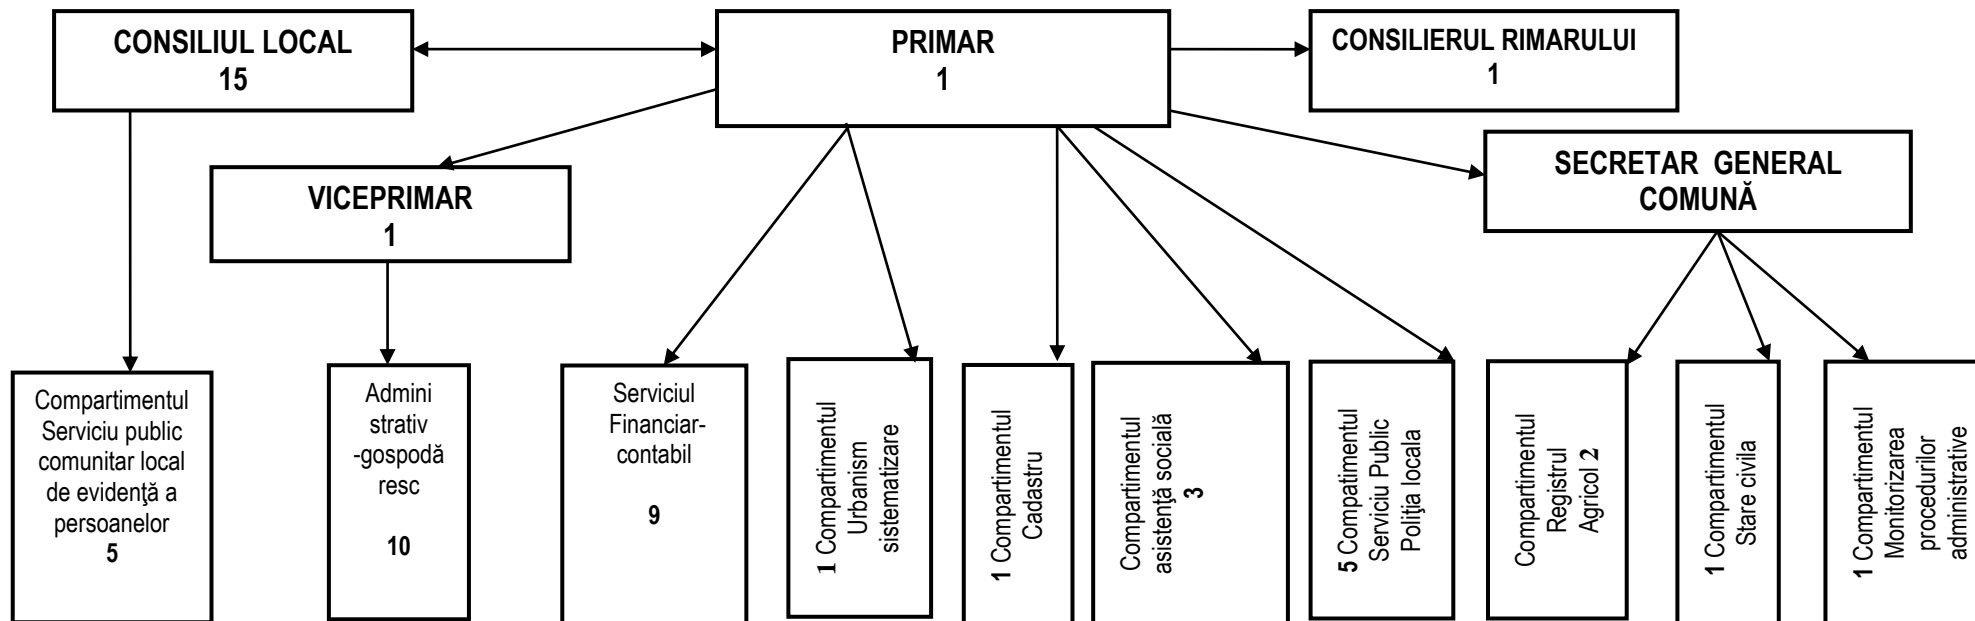 CONSILIUL LOCAL
15
PRIMAR
1
CONSILIERUL RIMARULUI
1
VICEPRIMAR
1
SECRETAR GENERAL
COMUNĂ
Compartimentul
Serviciu public
comunitar local
de evidenţă a
persoanelor
5
Admini
strativ
-gospodă
resc
10
Serviciul
Financiar-
contabil
9
1 Compartimentul
Urbanism
sistematizare
1 Compartimentul
Cadastru
Compartimentul
asistenţă socială
3
5 Compatimentul
Serviciu Public
Poliţia locala
Compartimentul
Registrul
Agricol 2
1 Compartimentul
Stare civila
1 Compartimentul
Monitorizarea
procedurilor
administrative